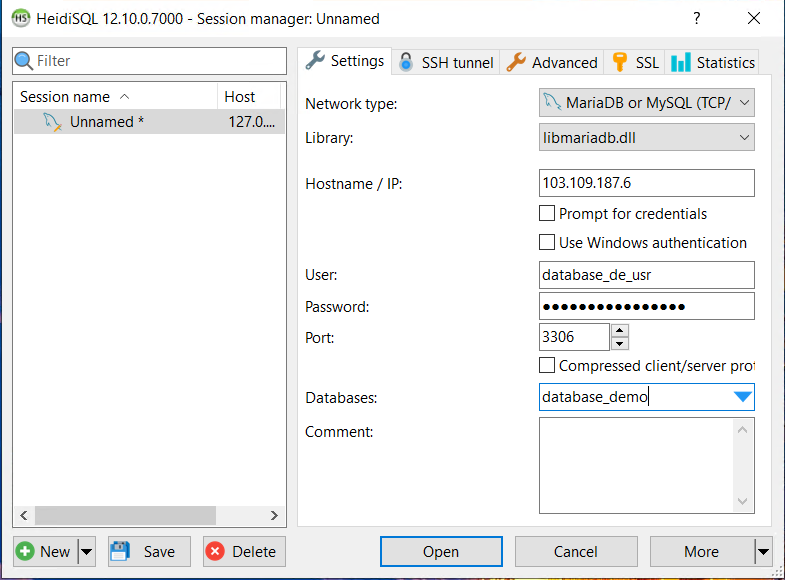 HeidiSQL 12.10.0.7000 - Session manager: Unnamed
Filter
Session name Host
Unnamed * 127.0....
Settings SSH tunnel Advanced SSL Statistics
Network type: MariaDB or MySQL (TCP/
Library: libmariadb.dll
Hostname / IP: 103.109.187.6
Prompt for credentials
Use Windows authentication
User: database_de_usr
Password: ●●●●●●●●●●●●●●●●
Port: 3306
Compressed client/server prot
Databases: database_demo
Comment:
New Save Delete Open Cancel More